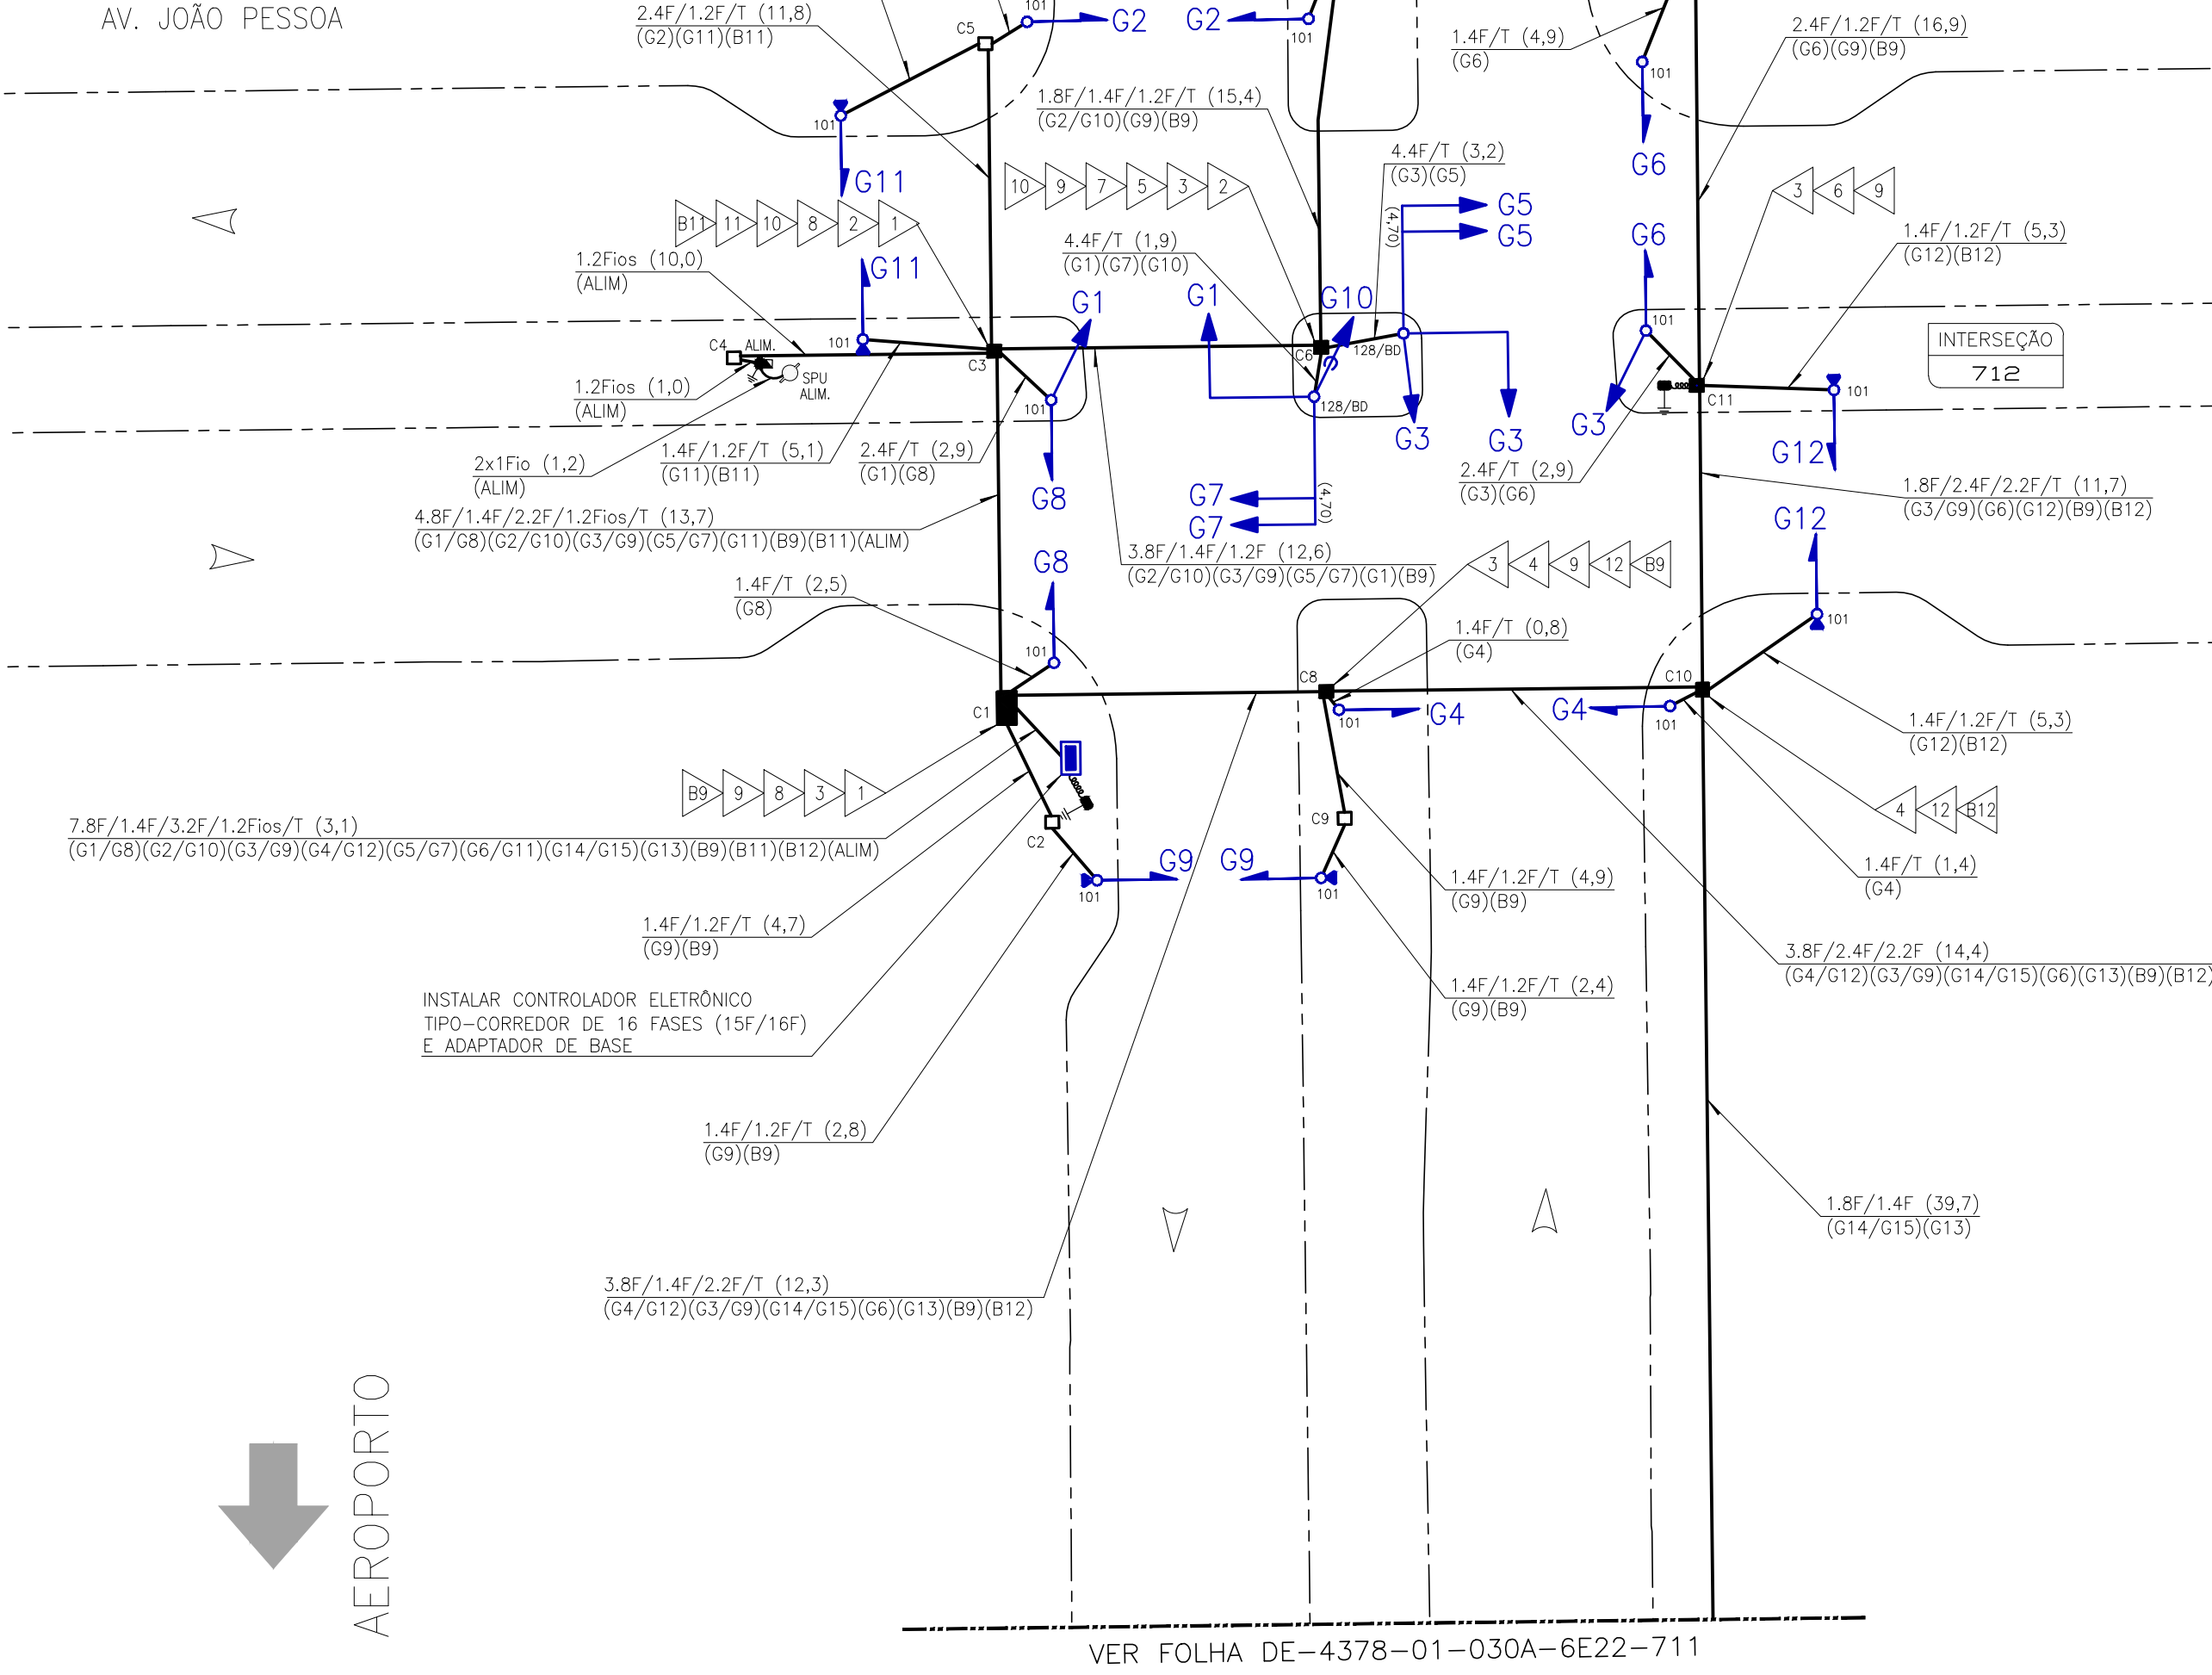 AV. JOÃO PESSOA
2.4F/1.2F/T (11,8)
(G2)(G11)(B11)
C5
101
G2
G2
101
1.4F/T (4,9)
(G6)
2.4F/1.2F/T (16,9)
(G6)(G9)(B9)
101
G6
101
G11
1.8F/1.4F/1.2F/T (15,4)
(G2/G10)(G9)(B9)
4.4F/T (3,2)
(G3)(G5)
10 9 7 5 3 2
B11 11 10 8 2 1
3 6 9
G5
G5
(4,70)
1.4F/1.2F/T (5,3)
(G12)(B12)
4.4F/T (1,9)
(G1)(G7)(G10)
G6
1.2Fios (10,0)
(ALIM)
G11
G1
G1
G10
101
C4
ALIM.
101
C3
C6
128/BD
INTERSEÇÃO
712
SPU
ALIM.
1.2Fios (1,0)
(ALIM)
101
128/BD
C11
101
G3
G3
G3
G12
1.4F/1.2F/T (5,1)
(G11)(B11)
2.4F/T (2,9)
(G1)(G8)
2x1Fio (1,2)
(ALIM)
G8
G7
G7
(4,70)
2.4F/T (2,9)
(G3)(G6)
1.8F/2.4F/2.2F/T (11,7)
(G3/G9)(G6)(G12)(B9)(B12)
4.8F/1.4F/2.2F/1.2Fios/T (13,7)
(G1/G8)(G2/G10)(G3/G9)(G5/G7)(G11)(B9)(B11)(ALIM)
G12
3.8F/1.4F/1.2F (12,6)
(G2/G10)(G3/G9)(G5/G7)(G1)(B9)
3 4 9 12 B9
G8
1.4F/T (2,5)
(G8)
101
1.4F/T (0,8)
(G4)
101
C8
C10
C1
101
G4
G4
101
1.4F/1.2F/T (5,3)
(G12)(B12)
B9 9 8 3 1
4 12 B12
7.8F/1.4F/3.2F/1.2Fios/T (3,1)
(G1/G8)(G2/G10)(G3/G9)(G4/G12)(G5/G7)(G6/G11)(G14/G15)(G13)(B9)(B11)(B12)(ALIM)
C2
C9
G9
G9
101
101
1.4F/T (1,4)
(G4)
1.4F/1.2F/T (4,9)
(G9)(B9)
1.4F/1.2F/T (4,7)
(G9)(B9)
3.8F/2.4F/2.2F (14,4)
(G4/G12)(G3/G9)(G14/G15)(G6)(G13)(B9)(B12)
1.4F/1.2F/T (2,4)
(G9)(B9)
INSTALAR CONTROLADOR ELETRÔNICO
TIPO-CORREDOR DE 16 FASES (15F/16F)
E ADAPTADOR DE BASE
1.4F/1.2F/T (2,8)
(G9)(B9)
1.8F/1.4F (39,7)
(G14/G15)(G13)
3.8F/1.4F/2.2F/T (12,3)
(G4/G12)(G3/G9)(G14/G15)(G6)(G13)(B9)(B12)
AEROPORTO
VER FOLHA DE-4378-01-030A-6E22-711